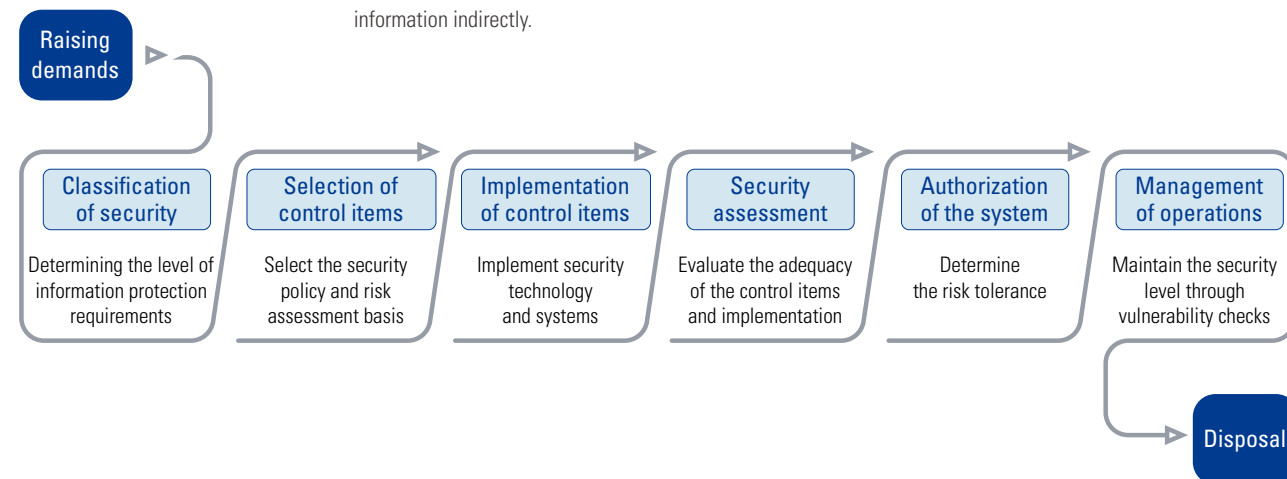 information indirectly.
Raising
demands
Classification
of security
Determining the level of
information protection
requirements
Selection of
control items
Select the security
policy and risk
assessment basis
Implementation
of control items
Implement security
technology
and systems
Security
assessment
Evaluate the adequacy
of the control items
and implementation
Authorization
of the system
Determine
the risk tolerance
Management
of operations
Maintain the security
level through
vulnerability checks
Disposal